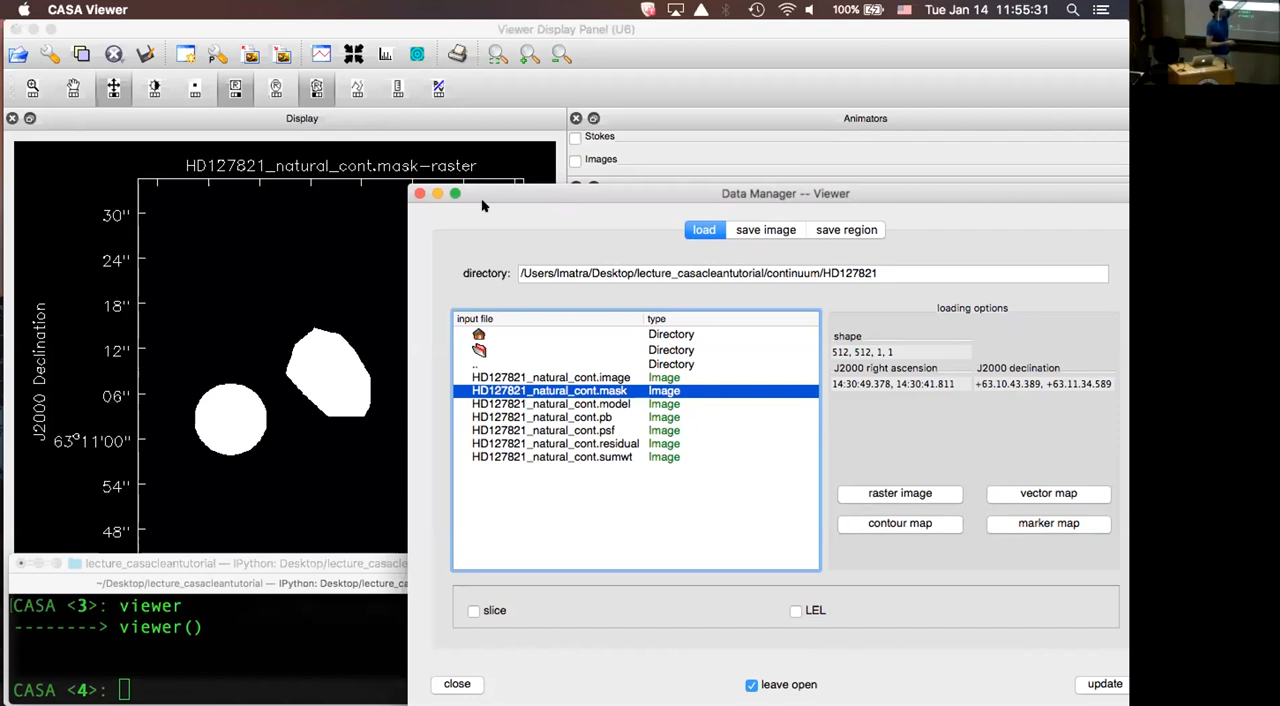 CASA Viewer
100%
Tue Jan 14 11:55:31
Viewer Display Panel (U6)
Display
Animators
Stokes
Images
HD127821_natural_cont.mask-raster
30"
24"
18"
12"
06"
63°11'00"
54"
48"
J2000 Declination
Data Manager -- Viewer
load
save image
save region
directory:
/Users/lmatra/Desktop/lecture_casacleantutorial/continuum/HD127821
input file
type
Directory
Directory
..
Directory
HD127821_natural_cont.image
Image
HD127821_natural_cont.mask
Image
HD127821_natural_cont.model
Image
HD127821_natural_cont.pb
Image
HD127821_natural_cont.psf
Image
HD127821_natural_cont.residual
Image
HD127821_natural_cont.sumwt
Image
loading options
shape
512, 512, 1, 1
J2000 right ascension
J2000 declination
14:30:49.378, 14:30:41.811
+63.10.43.389, +63.11.34.589
raster image
vector map
contour map
marker map
slice
LEL
close
leave open
update
lecture_casacleantutorial — IPython: Desktop/lecture_casac
~/Desktop/lecture_casacleantutorial — IPython: Desktop/lecture_c
CASA <3>: viewer
--------> viewer()
CASA <4>: